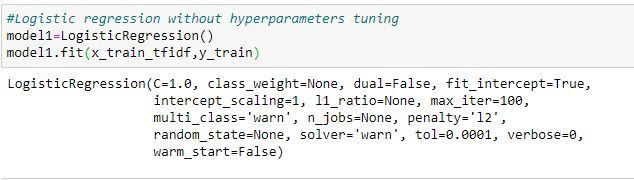 #Logistic regression without hyperparameters tuning
model1=LogisticRegression()
model1.fit(x_train_tfidf,y_train)
LogisticRegression(C=1.0, class_weight=None, dual=False, fit_intercept=True,
intercept_scaling=1, l1_ratio=None, max_iter=100,
multi_class='warn', n_jobs=None, penalty='l2',
random_state=None, solver='warn', tol=0.0001, verbose=0,
warm_start=False)